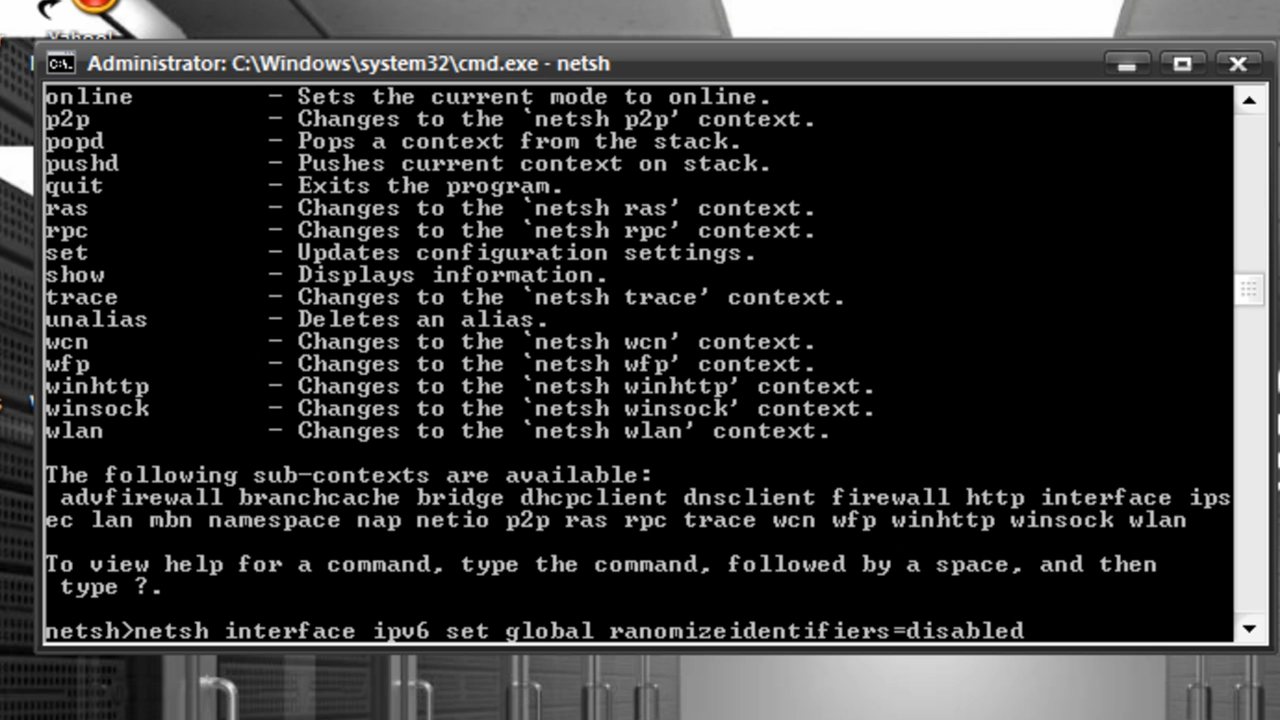 Yahoo!
Administrator: C:\Windows\system32\cmd.exe - netsh
online - Sets the current mode to online.
p2p - Changes to the `netsh p2p' context.
popd - Pops a context from the stack.
pushd - Pushes current context on stack.
quit - Exits the program.
ras - Changes to the `netsh ras' context.
rpc - Changes to the `netsh rpc' context.
set - Updates configuration settings.
show - Displays information.
trace - Changes to the `netsh trace' context.
unalias - Deletes an alias.
wcn - Changes to the `netsh wcn' context.
wfp - Changes to the `netsh wfp' context.
winhttp - Changes to the `netsh winhttp' context.
winsock - Changes to the `netsh winsock' context.
wlan - Changes to the `netsh wlan' context.
The following sub-contexts are available:
advfirewall branchcache bridge dhcpclient dnsclient firewall http interface ips
ec lan mbn namespace nap netio p2p ras rpc trace wcn wfp winhttp winsock wlan
To view help for a command, type the command, followed by a space, and then
type ?.
netsh>netsh interface ipv6 set global ranomizeidentifiers=disabled